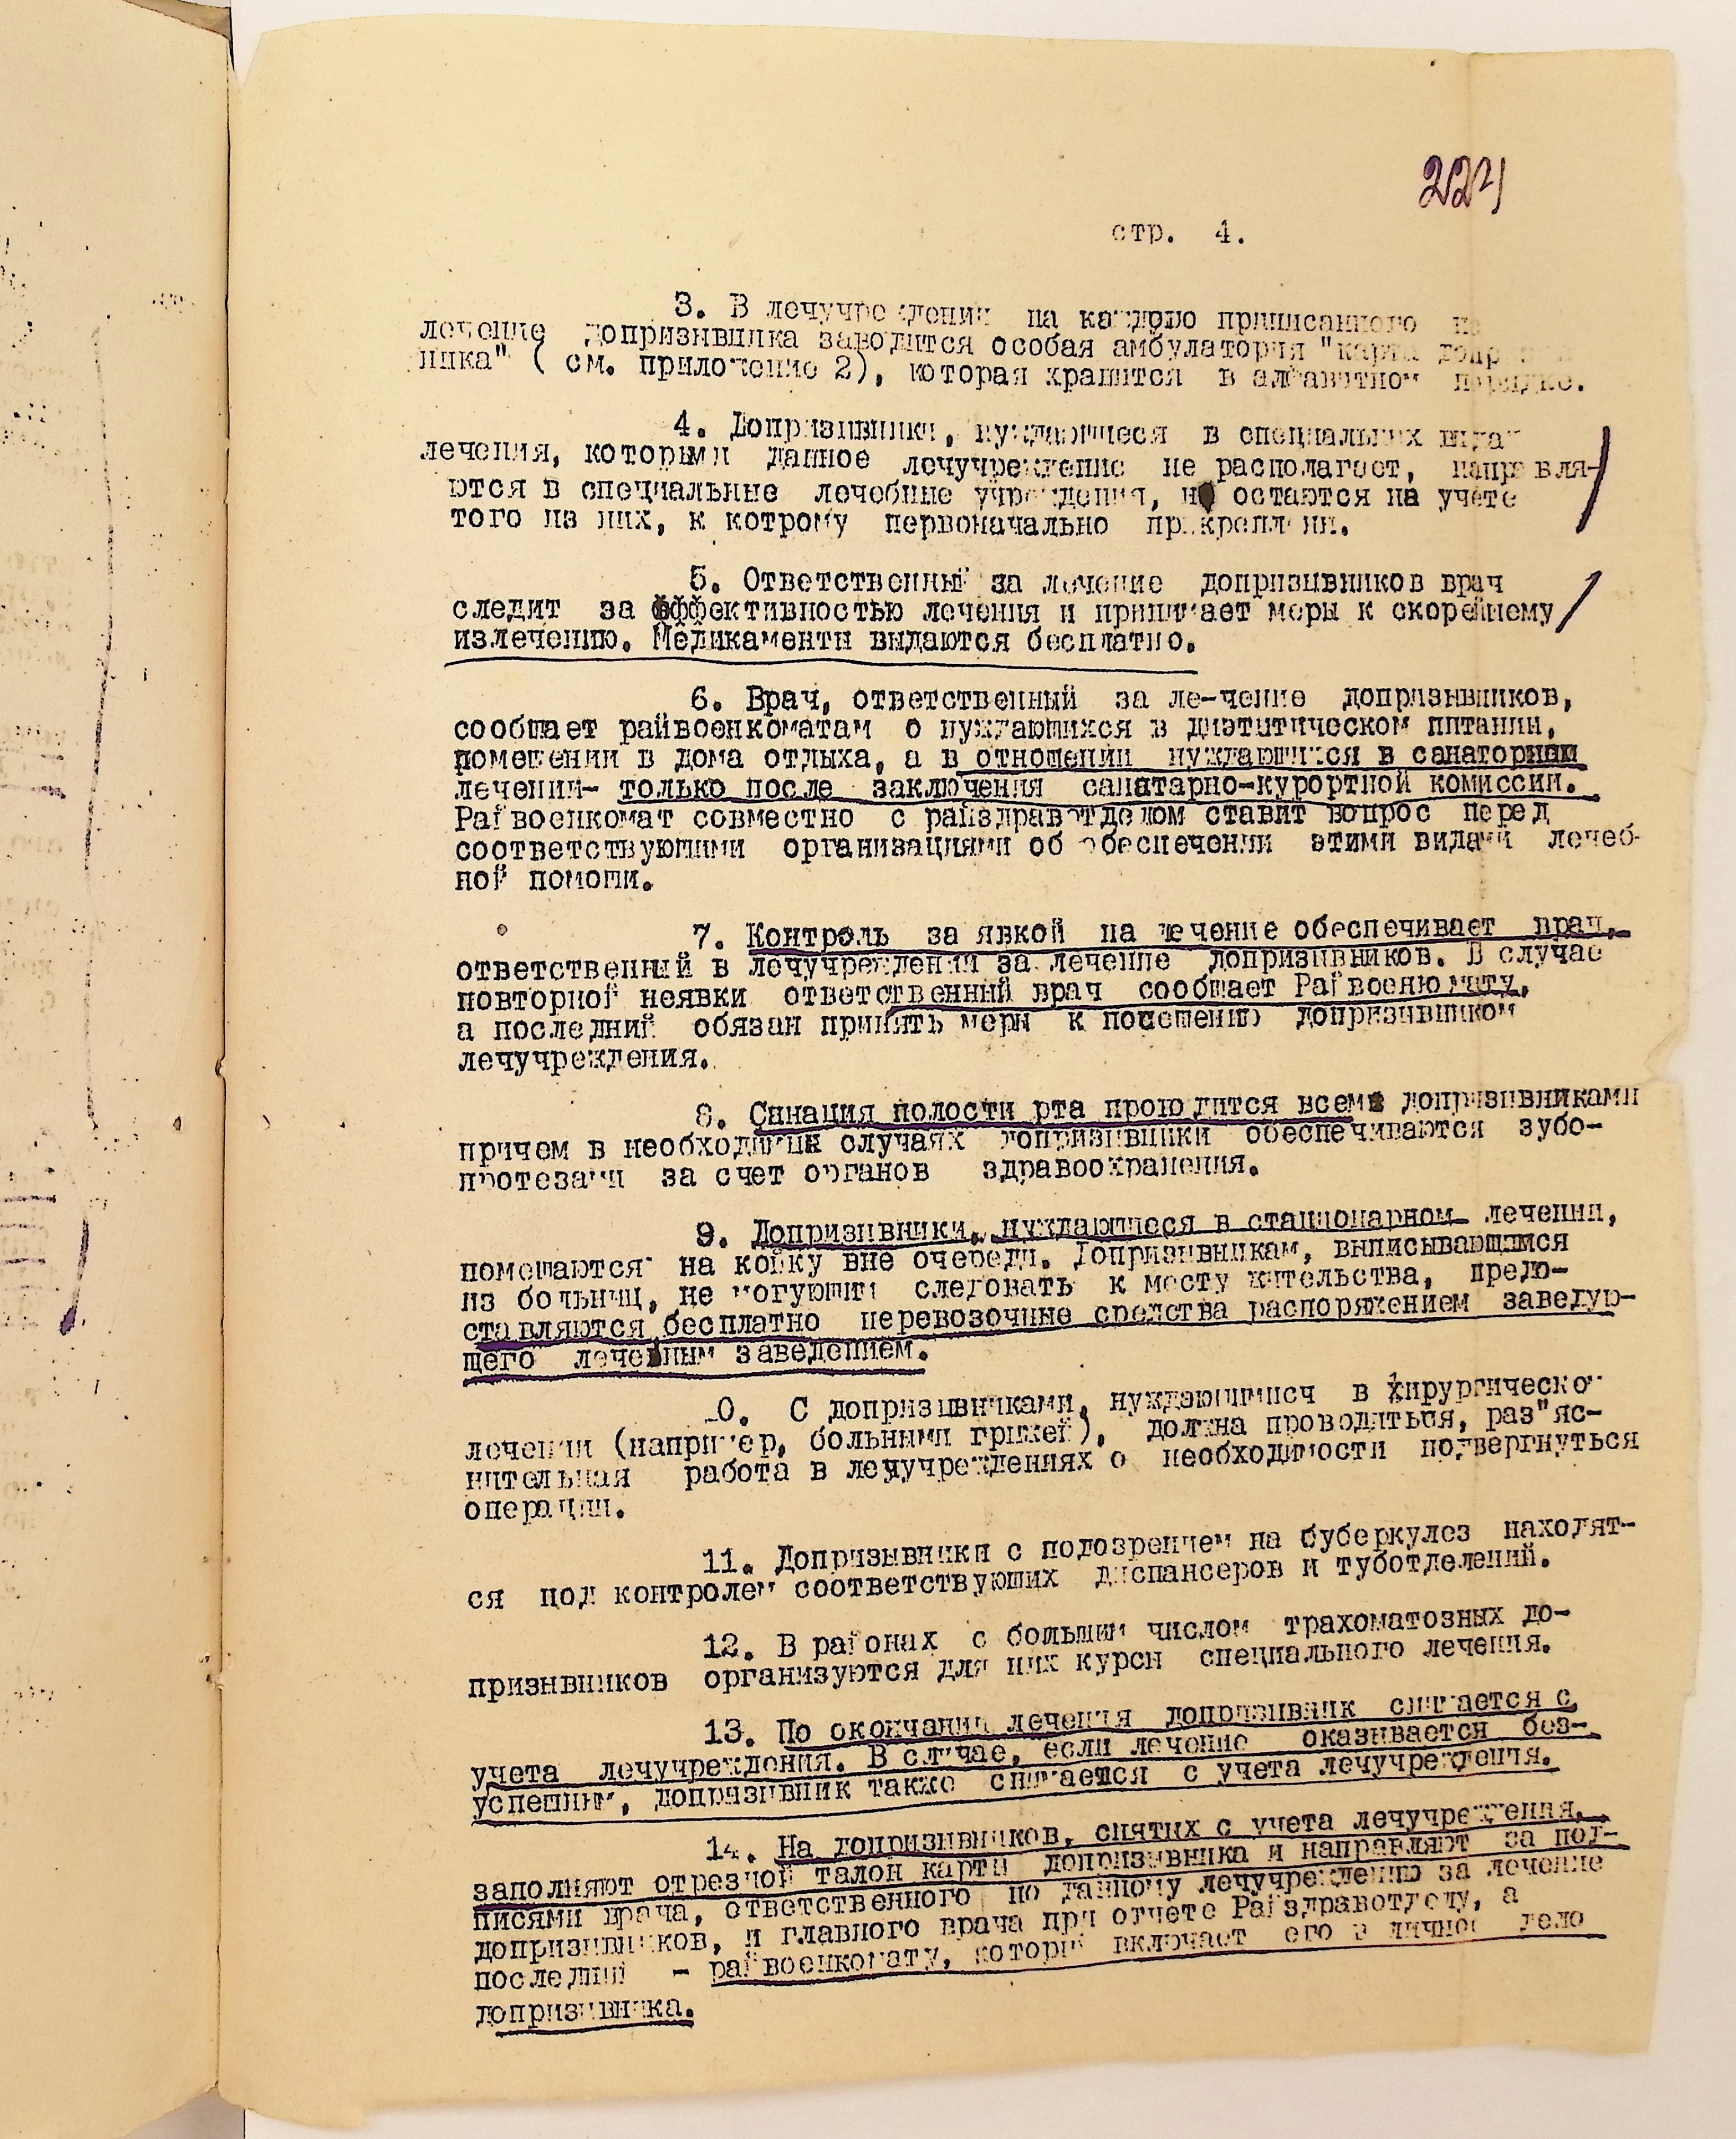 224
стр. 4.
3. В лечучреждении на каждого приписанного
лечение допризывника заводится особая амбулаторная "карта
ника" ( см. приложение 2), которая хранится в алфавитном порядке.
4. Допризывники, нуждающиеся в специальных видах
лечения, которыми данное лечучреждение не располагает, направля-
ются в специальные лечебные учреждения, но остаются на учете
того из них, к котрому первоначально прикреплены.
5. Ответственный за лечение допризывников врач
следит за эффективностью лечения и принимает меры к скорейшему
излечению. Медикаменты выдаются бесплатно.
6. Врач, ответственный за ле-чение допризывников,
сообщает райвоенкоматам о нуждающихся в диэтитическом питании,
помещении в дома отдыха, а в отношении нуждающихся в санаторном
лечении- только после заключения санатарно-курортной комиссии.
Райвоенкомат совместно с райздравотделом ставит вопрос перед
соответствующими организациями об обеспечении этими видами лечеб-
ной помощи.
7. Контроль за явкой на лечение обеспечивает врач,
ответственный в лечучреждении за лечение допризывников. В случае
повторной неявки ответственный врач сообщает Райвоенкомату,
а последний обязан принять меры к посещению допризывником
лечучреждения.
8. Санация полости рта проводится всем допризывниками
причем в необходимых случаях допризывники обеспечиваются зубо-
протезами за счет органов здравоохранения.
9. Допризывники, нуждающиеся в стационарном лечении,
помещаются на койку вне очереди. Допризывникам, выписывающимся
из больниц, не могущими следовать к месту жительства, предо-
ставляются бесплатно перевозочные средства распоряжением заведую-
щего лечебным заведением.
10. С допризывниками, нуждающимися в хирургическом
лечении (например, больными грыжей), должна проводиться, раз"яс-
нительная работа в лечучреждениях о необходимости подвергнуться
операции.
11. Допризывники с подозрением на туберкулез находят-
ся под контролем соответствующих диспансеров и туботделений.
12. В районах с большим числом трахоматозных до-
призывников организуются для них курсы специального лечения.
13. По окончании лечения допризывник снимается с
учета лечучреждения. В случае, если лечение оказывается без-
успешным, допризывник также снимается с учета лечучреждения.
14. На допризывников, снятых с учета лечучреждения,
заполняют отрезной талон карты допризывника и направляют за под-
писями врача, ответственного по данному лечучреждению за лечение
допризывников, и главного врача при отчете Райздравотделу, а
последний - райвоенкомату, который включает его в личное дело
допризывника.